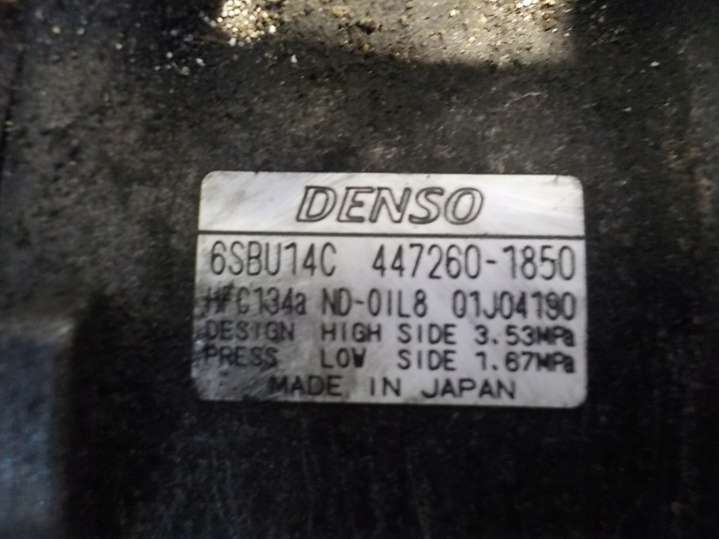 DENSO
6SBU14C 447260-1850
HFC134a ND-OIL8 01J04190
DESIGN HIGH SIDE 3.53MPa
PRESS LOW SIDE 1.67MPa
MADE IN JAPAN